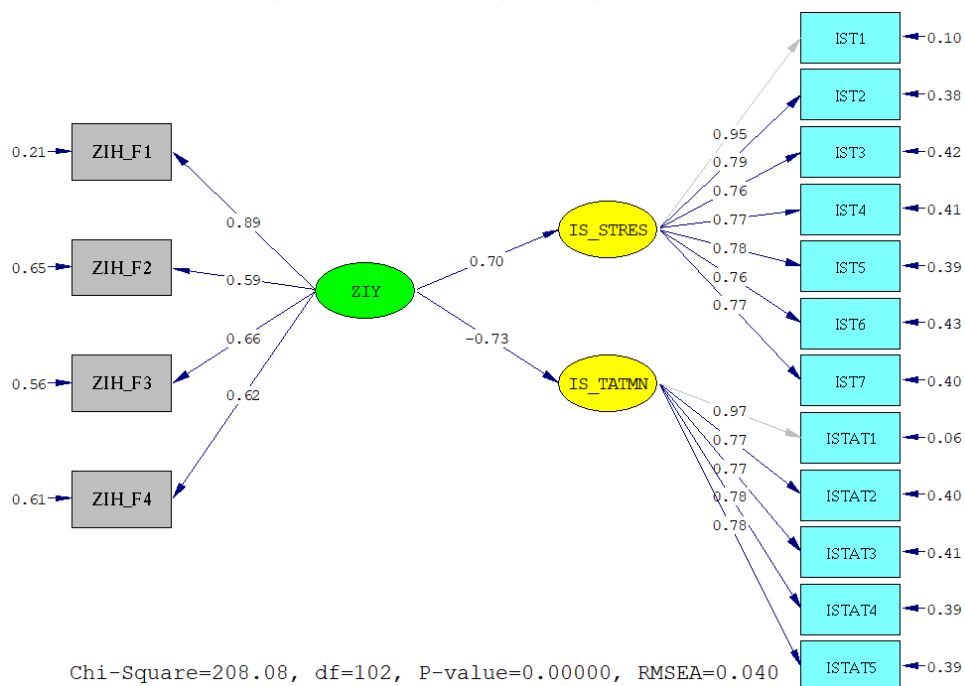 IST1
0.10
IST2
0.38
0.95
ZIH_F1
0.21
0.79
IST3
0.42
0.76
0.89
IST4
0.41
0.77
IS_STRES
0.78
ZIH_F2
0.65
0.59
0.70
IST5
0.39
0.76
ZIY
0.77
IST6
0.43
0.66
-0.73
ZIH_F3
0.56
0.62
IS_TATMN
IST7
0.40
0.97
0.77
ISTAT1
0.06
0.77
0.78
ZIH_F4
0.61
ISTAT2
0.40
0.78
ISTAT3
0.41
ISTAT4
0.39
ISTAT5
0.39
Chi-Square=208.08, df=102, P-value=0.00000, RMSEA=0.040